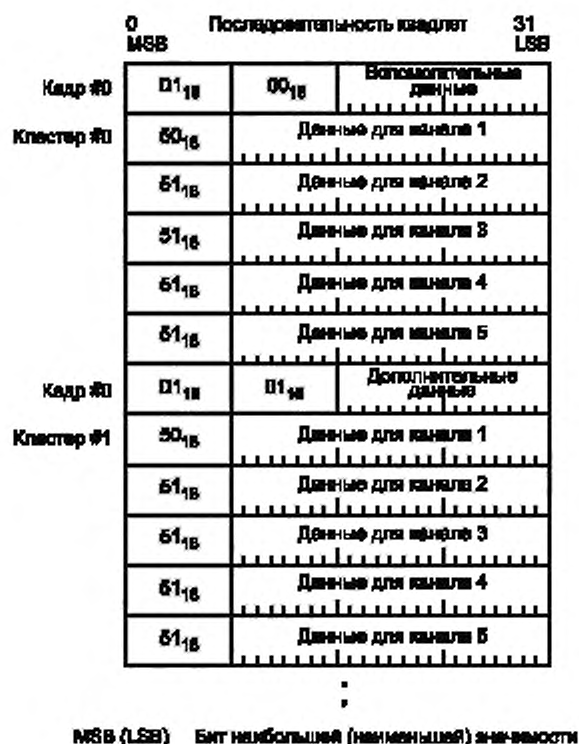 0 Последовательность квадлет 31
MSB LSB
Кадр #0 D1₁₆ 00₁₆ Вспомогательные данные
Кластер #0 50₁₆ Данные для канала 1
51₁₆ Данные для канала 2
51₁₆ Данные для канала 3
51₁₆ Данные для канала 4
51₁₆ Данные для канала 5
Кадр #0 D1₁₆ 01₁₆ Дополнительные данные
Кластер #1 50₁₆ Данные для канала 1
51₁₆ Данные для канала 2
51₁₆ Данные для канала 3
51₁₆ Данные для канала 4
51₁₆ Данные для канала 5
MSB (LSB) Бит наибольшей (наименьшей) значимости